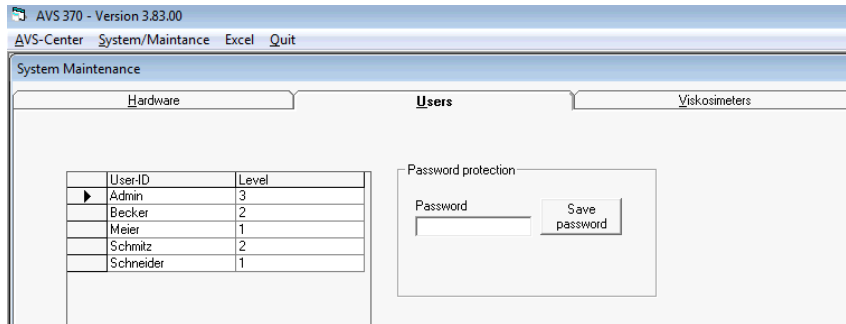 AVS 370 - Version 3.83.00
AVS-Center System/Maintance Excel Quit
System Maintenance
Hardware Users Viskosimeters
User-ID Level
Admin 3
Becker 2
Meier 1
Schmitz 2
Schneider 1
Password protection
Password
Save
password